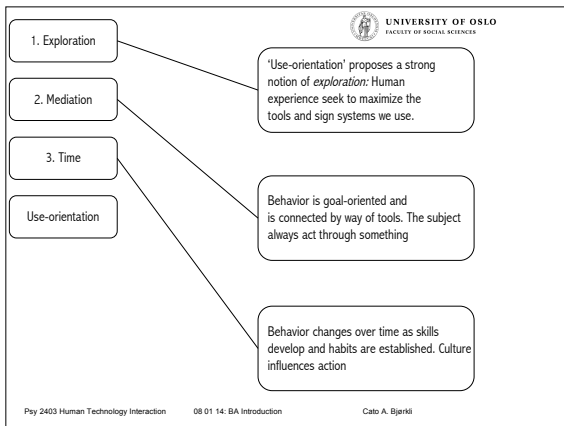 UNIVERSITY OF OSLO
FACULTY OF SOCIAL SCIENCES
1. Exploration
2. Mediation
3. Time
Use-orientation
‘Use-orientation’ proposes a strong
notion of exploration: Human
experience seek to maximize the
tools and sign systems we use.
Behavior is goal-oriented and
is connected by way of tools. The subject
always act through something
Behavior changes over time as skills
develop and habits are established. Culture
influences action
Psy 2403 Human Technology Interaction 08 01 14: BA Introduction Cato A. Bjørkli